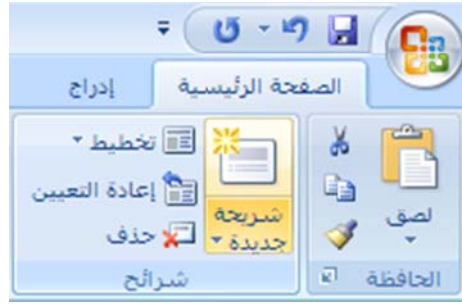 الصفحة الرئيسية
إدراج
لصق
الحافظة
شريحة
جديدة
تخطيط
إعادة التعيين
حذف
شرائح